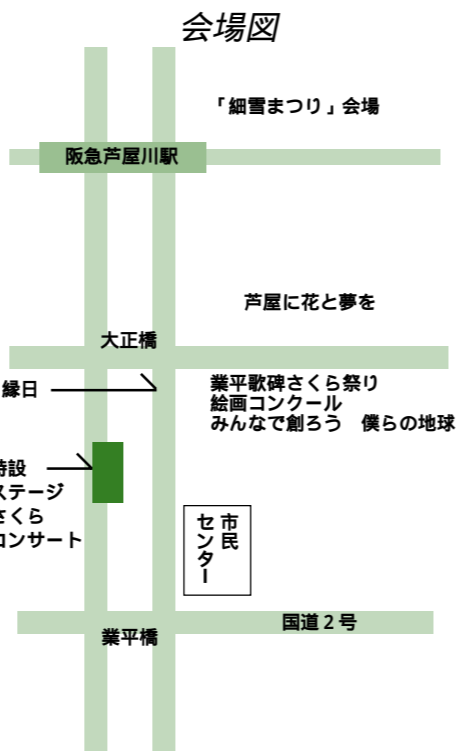 会場図
「細雪まつり」会場
阪急芦屋川駅
芦屋に花と夢を
大正橋
縁日
業平歌碑さくら祭り
絵画コンクール
みんなで創ろう　僕らの地球
特設
ステージ
さくら
コンサート
市民
センター
国道２号
業平橋